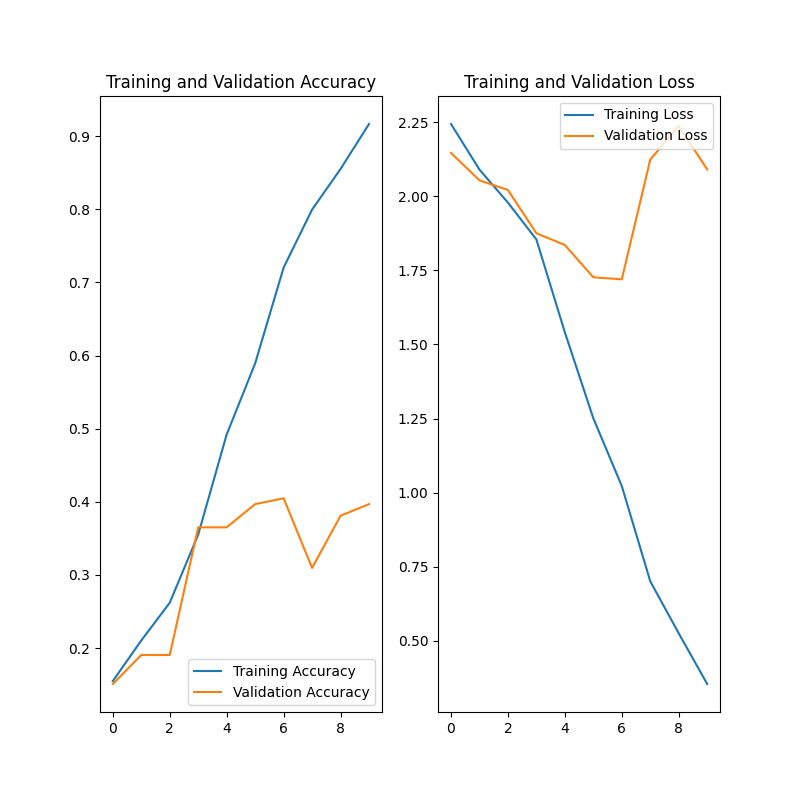 Training and Validation Accuracy
0.9
0.8
0.7
0.6
0.5
0.4
0.3
0.2
Training Accuracy
Validation Accuracy
0 2 4 6 8
Training and Validation Loss
Training Loss
Validation Loss
2.25
2.00
1.75
1.50
1.25
1.00
0.75
0.50
0 2 4 6 8